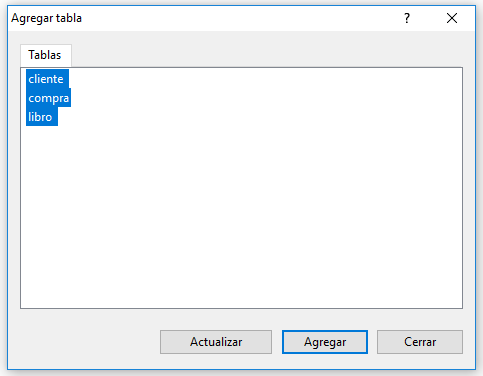 Agregar tabla ?
Tablas
cliente
compra
libro
Actualizar Agregar Cerrar